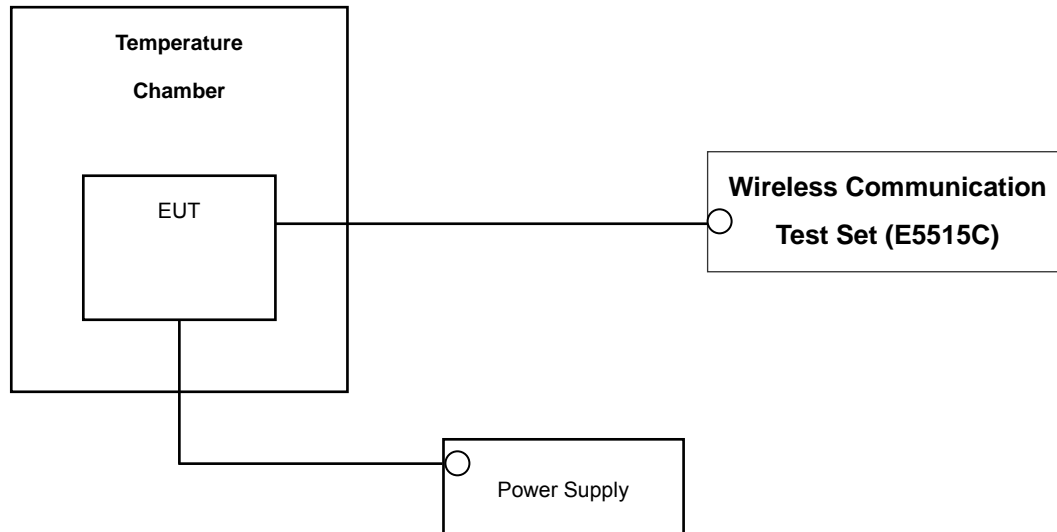 Temperature
Chamber
EUT
Wireless Communication
Test Set (E5515C)
Power Supply